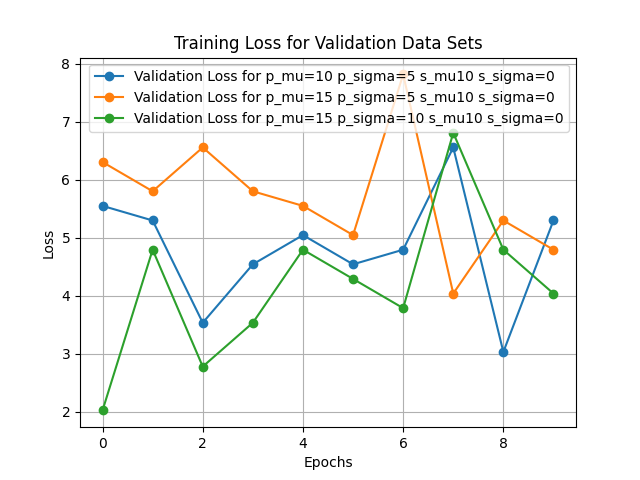 Training Loss for Validation Data Sets
8
Validation Loss for p_mu=10 p_sigma=5 s_mu10 s_sigma=0
Validation Loss for p_mu=15 p_sigma=5 s_mu10 s_sigma=0
Validation Loss for p_mu=15 p_sigma=10 s_mu10 s_sigma=0
7
6
5
4
3
2
Loss
0 2 4 6 8
Epochs